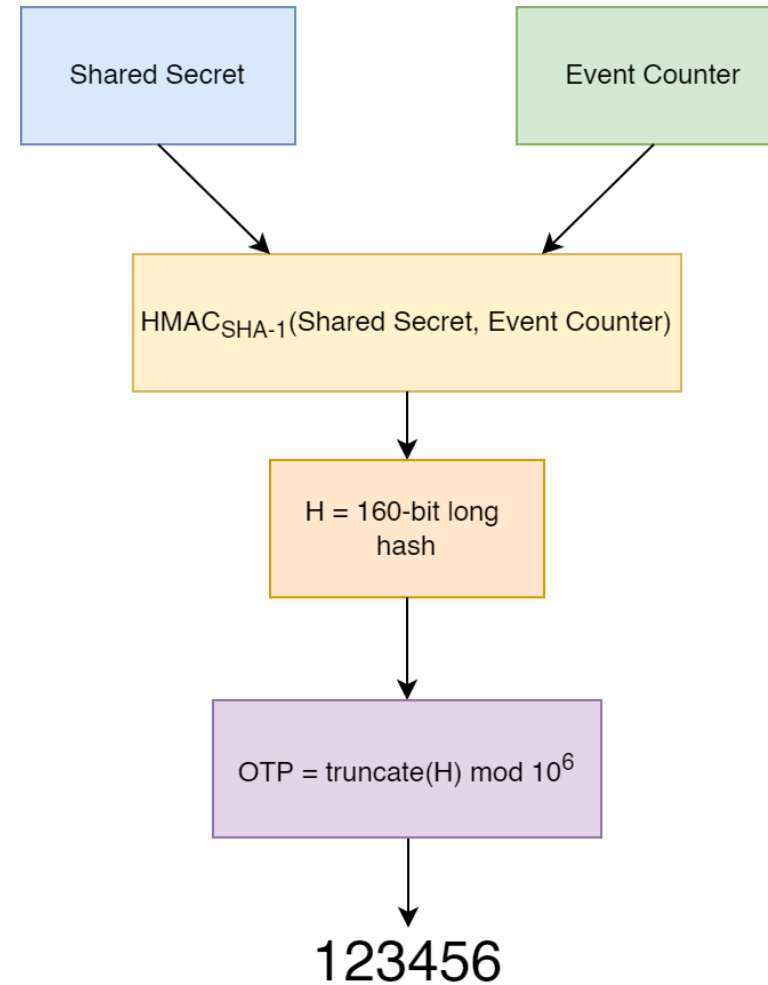 Shared Secret
Event Counter
HMAC_SHA-1(Shared Secret, Event Counter)
H = 160-bit long
hash
OTP = truncate(H) mod 10^6
123456